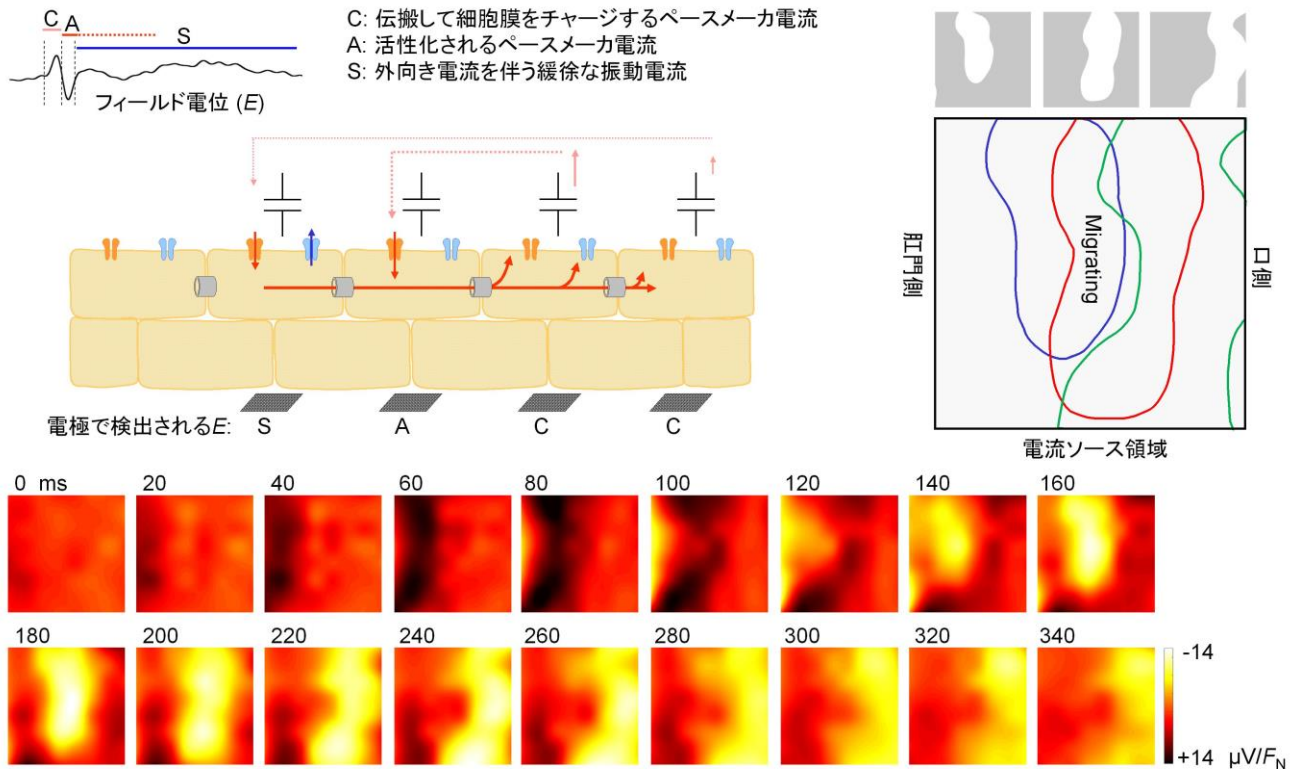 C A S
フィールド電位 (E)
C: 伝搬して細胞膜をチャージするペースメーカ電流
A: 活性化されるペースメーカ電流
S: 外向き電流を伴う緩徐な振動電流
電極で検出されるE: S A C C
肛門側
Migrating
口側
電流ソース領域
0 ms 20 40 60 80 100 120 140 160
180 200 220 240 260 280 300 320 340
-14
+14 μV/FN